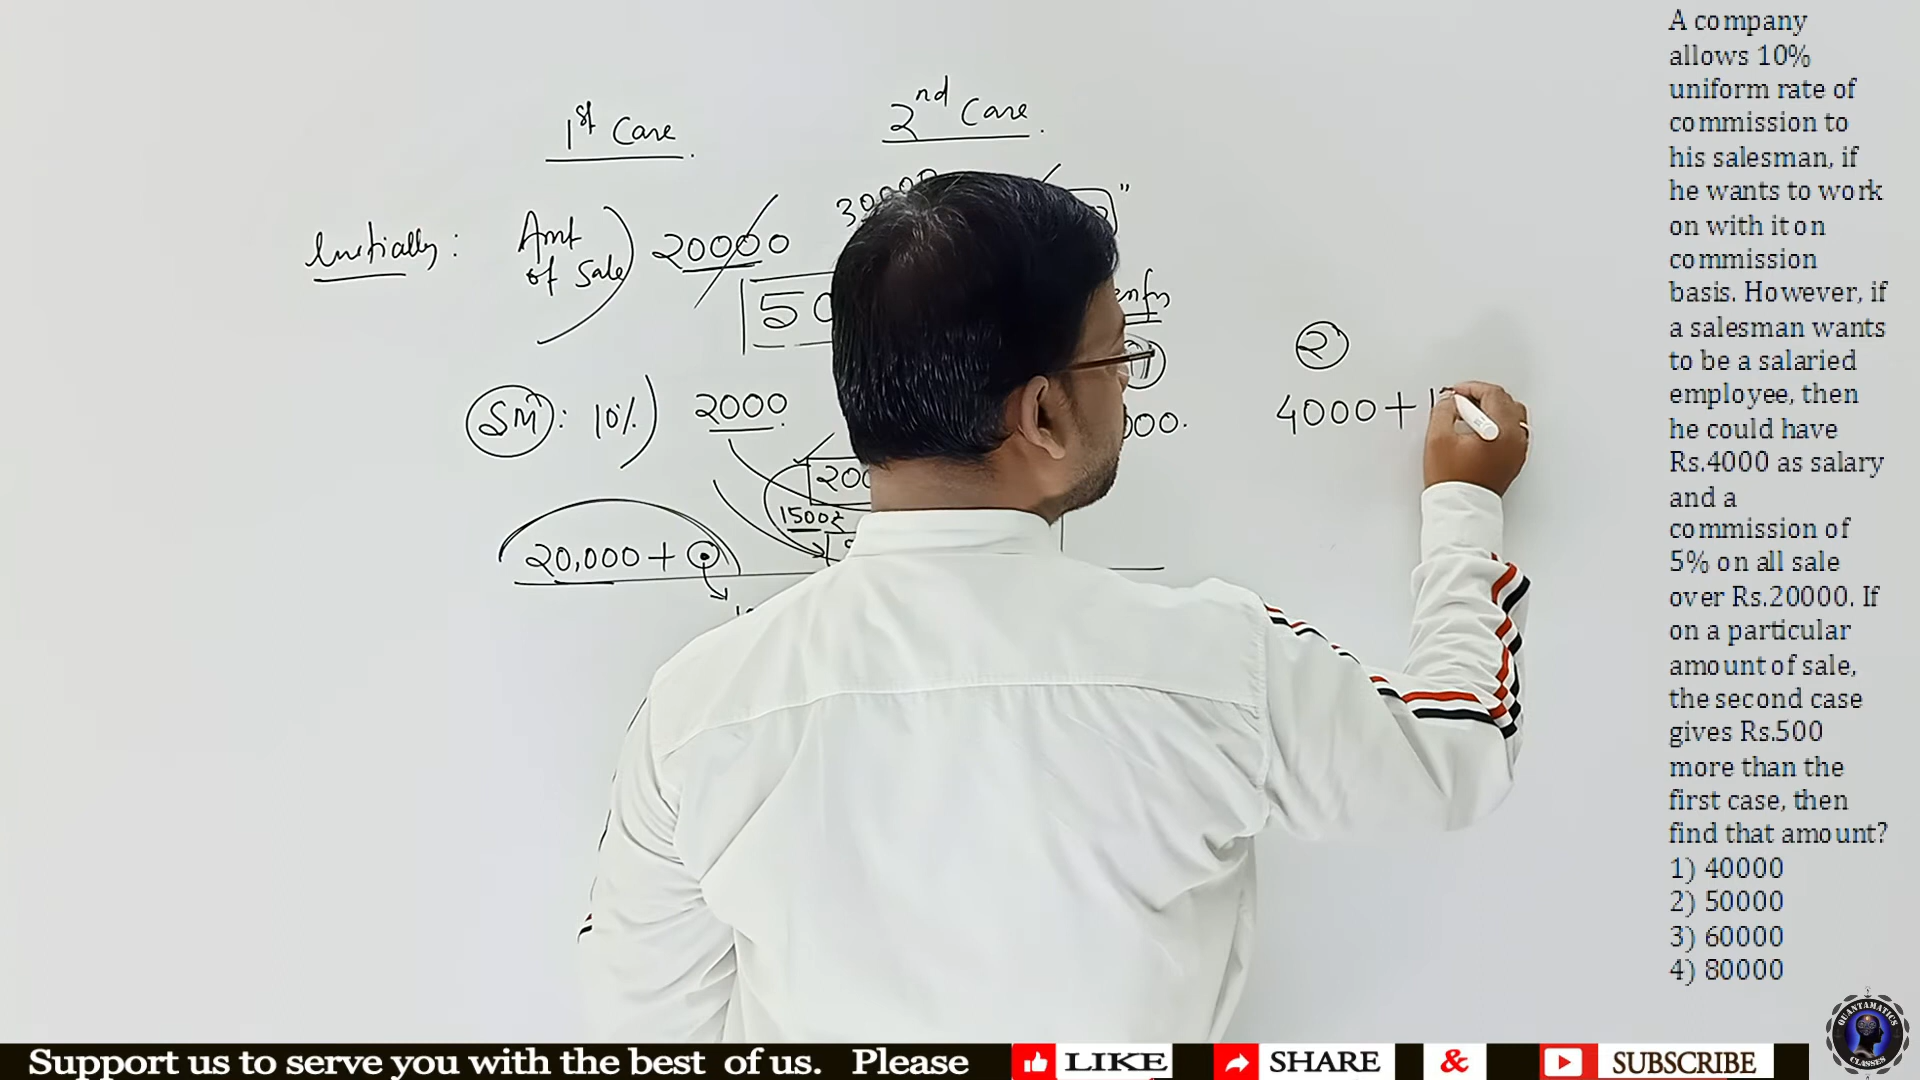 1st Case.
2nd Case.
Initially: Amt of Sale) 20000
"
2
SM: 10%) 2000
4000+
1500₹
20,000+
A company
allows 10%
uniform rate of
commission to
his salesman, if
he wants to work
on with it on
commission
basis. However, if
a salesman wants
to be a salaried
employee, then
he could have
Rs.4000 as salary
and a
commission of
5% on all sale
over Rs.20000. If
on a particular
amount of sale,
the second case
gives Rs.500
more than the
first case, then
find that amount?
1) 40000
2) 50000
3) 60000
4) 80000
QUANTAMATICS
CLASSES
Support us to serve you with the best of us. Please LIKE SHARE & SUBSCRIBE